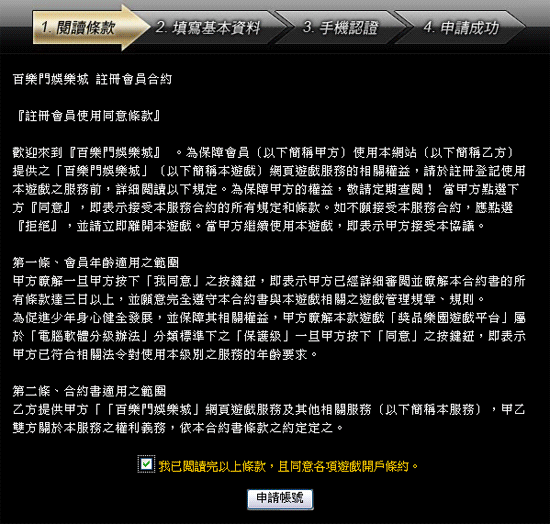 1. 閱讀條款
2. 填寫基本資料
3. 手機認證
4. 申請成功
百樂門娛樂城 註冊會員合約
『註冊會員使用同意條款』
歡迎來到『百樂門娛樂城』 。為保障會員〔以下簡稱甲方〕使用本網站〔以下簡稱乙方〕
提供之「百樂門娛樂城」〔以下簡稱本遊戲〕網頁遊戲服務的相關權益，請於註冊登記使用
本遊戲之服務前，詳細閱讀以下規定。為保障甲方的權益，敬請定期查閱！ 當甲方點選下
方『同意』，即表示接受本服務合約的所有規定和條款。如不願接受本服務合約，應點選
『拒絕』，並請立即離開本遊戲。當甲方繼續使用本遊戲，即表示甲方接受本協議。
第一條、會員年齡適用之範圍
甲方瞭解一旦甲方按下「我同意」之按鍵鈕，即表示甲方已經詳細審閱並瞭解本合約書的所
有條款達三日以上，並願意完全遵守本合約書與本遊戲相關之遊戲管理規章、規則。
為促進少年身心健全發展，並保障其相關權益，甲方瞭解本款遊戲「獎品樂園遊戲平台」屬
於「電腦軟體分級辦法」分類標準下之「保護級」一旦甲方按下「同意」之按鍵鈕，即表示
甲方已符合相關法令對使用本級別之服務的年齡要求。
第二條、合約書適用之範圍
乙方提供甲方「「百樂門娛樂城」網頁遊戲服務及其他相關服務〔以下簡稱本服務〕，甲乙
雙方關於本服務之權利義務，依本合約書條款之約定定之。
我已閱讀完以上條款，且同意各項遊戲開戶條約。
申請帳號